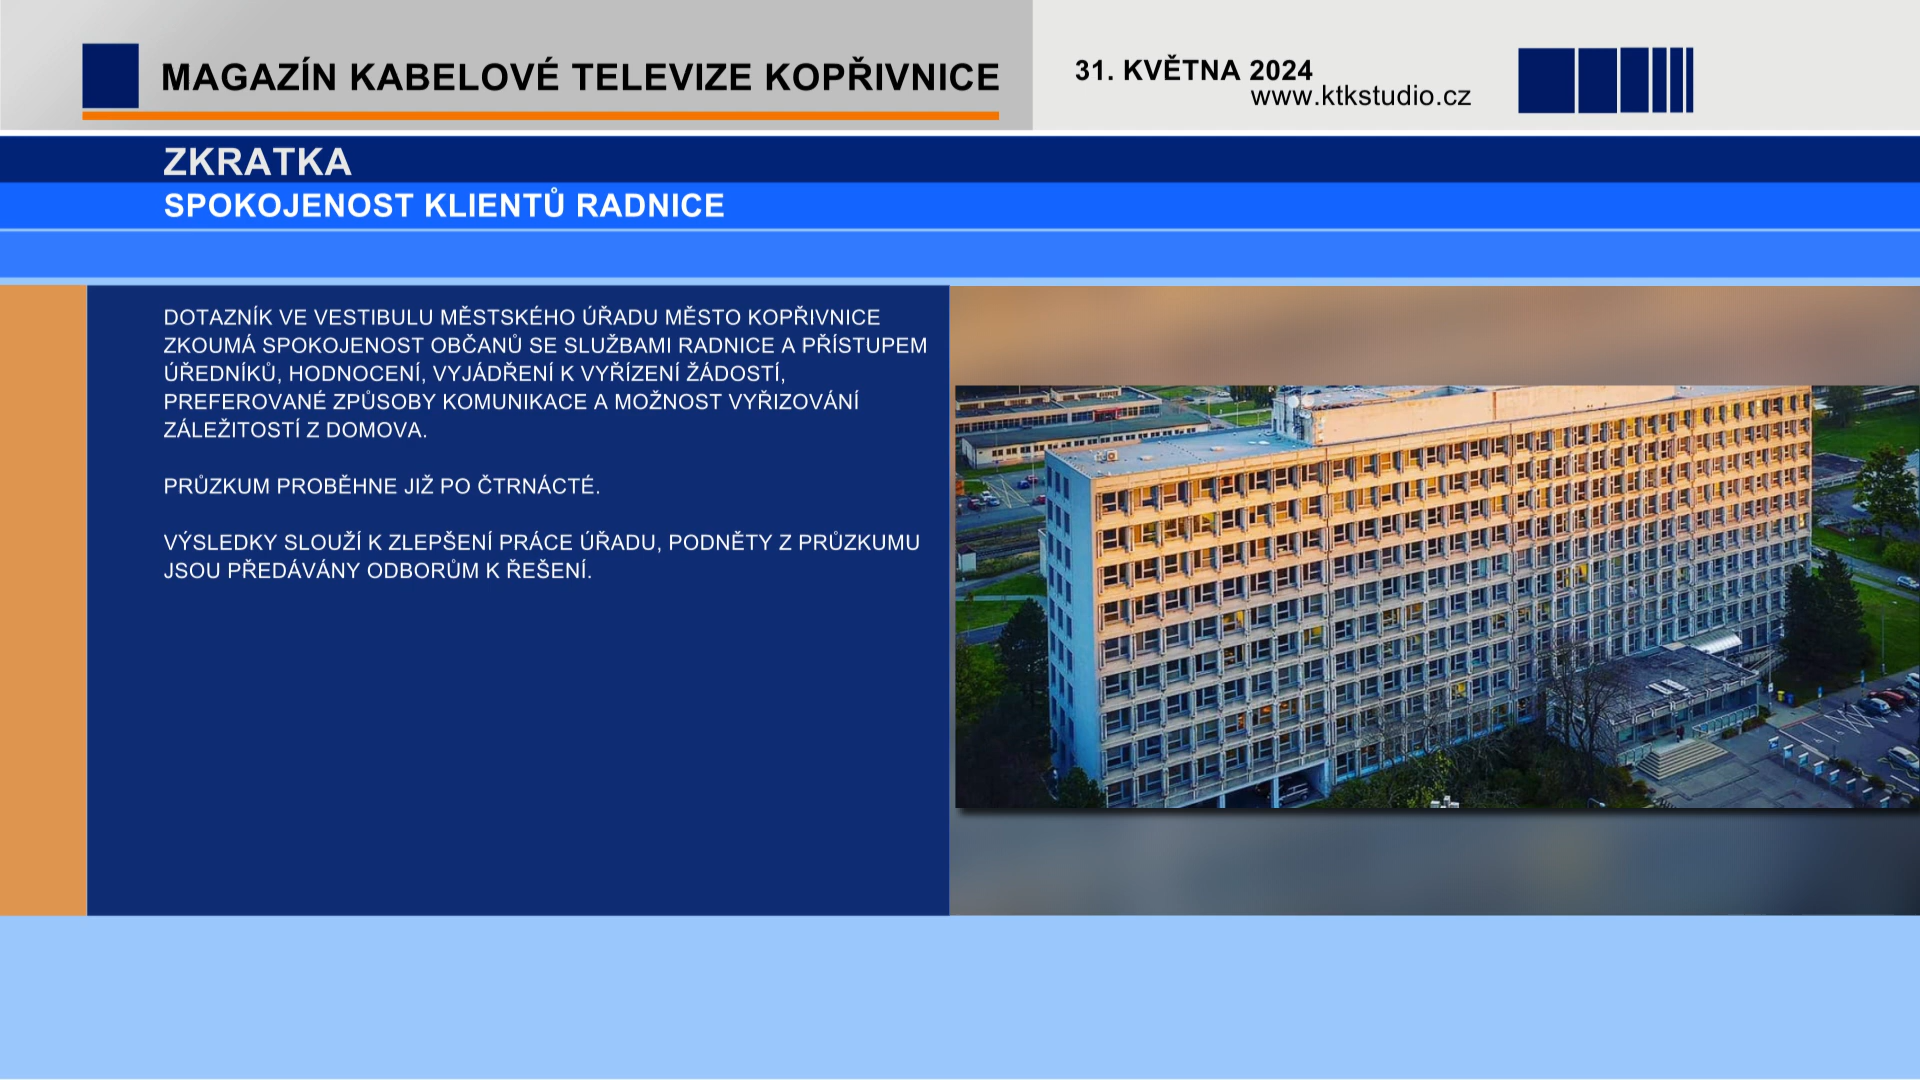 MAGAZÍN KABELOVÉ TELEVIZE KOPŘIVNICE
31. KVĚTNA 2024
www.ktkstudio.cz
ZKRATKA
SPOKOJENOST KLIENTŮ RADNICE
DOTAZNÍK VE VESTIBULU MĚSTSKÉHO ÚŘADU MĚSTO KOPŘIVNICE
ZKOUMÁ SPOKOJENOST OBČANŮ SE SLUŽBAMI RADNICE A PŘÍSTUPEM
ÚŘEDNÍKŮ, HODNOCENÍ, VYJÁDŘENÍ K VYŘÍZENÍ ŽÁDOSTÍ,
PREFEROVANÉ ZPŮSOBY KOMUNIKACE A MOŽNOST VYŘIZOVÁNÍ
ZÁLEŽITOSTÍ Z DOMOVA.
PRŮZKUM PROBĚHNE JIŽ PO ČTRNÁCTÉ.
VÝSLEDKY SLOUŽÍ K ZLEPŠENÍ PRÁCE ÚŘADU, PODNĚTY Z PRŮZKUMU
JSOU PŘEDÁVÁNY ODBORŮM K ŘEŠENÍ.